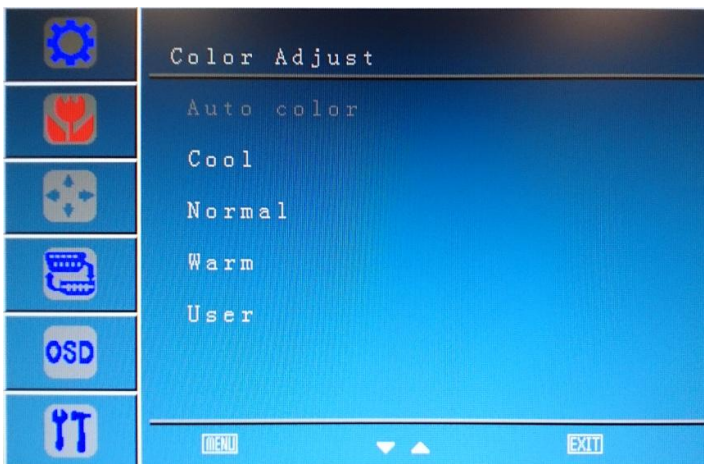 Color Adjust
Auto color
Cool
Normal
Warm
User
OSD
MENU EXIT